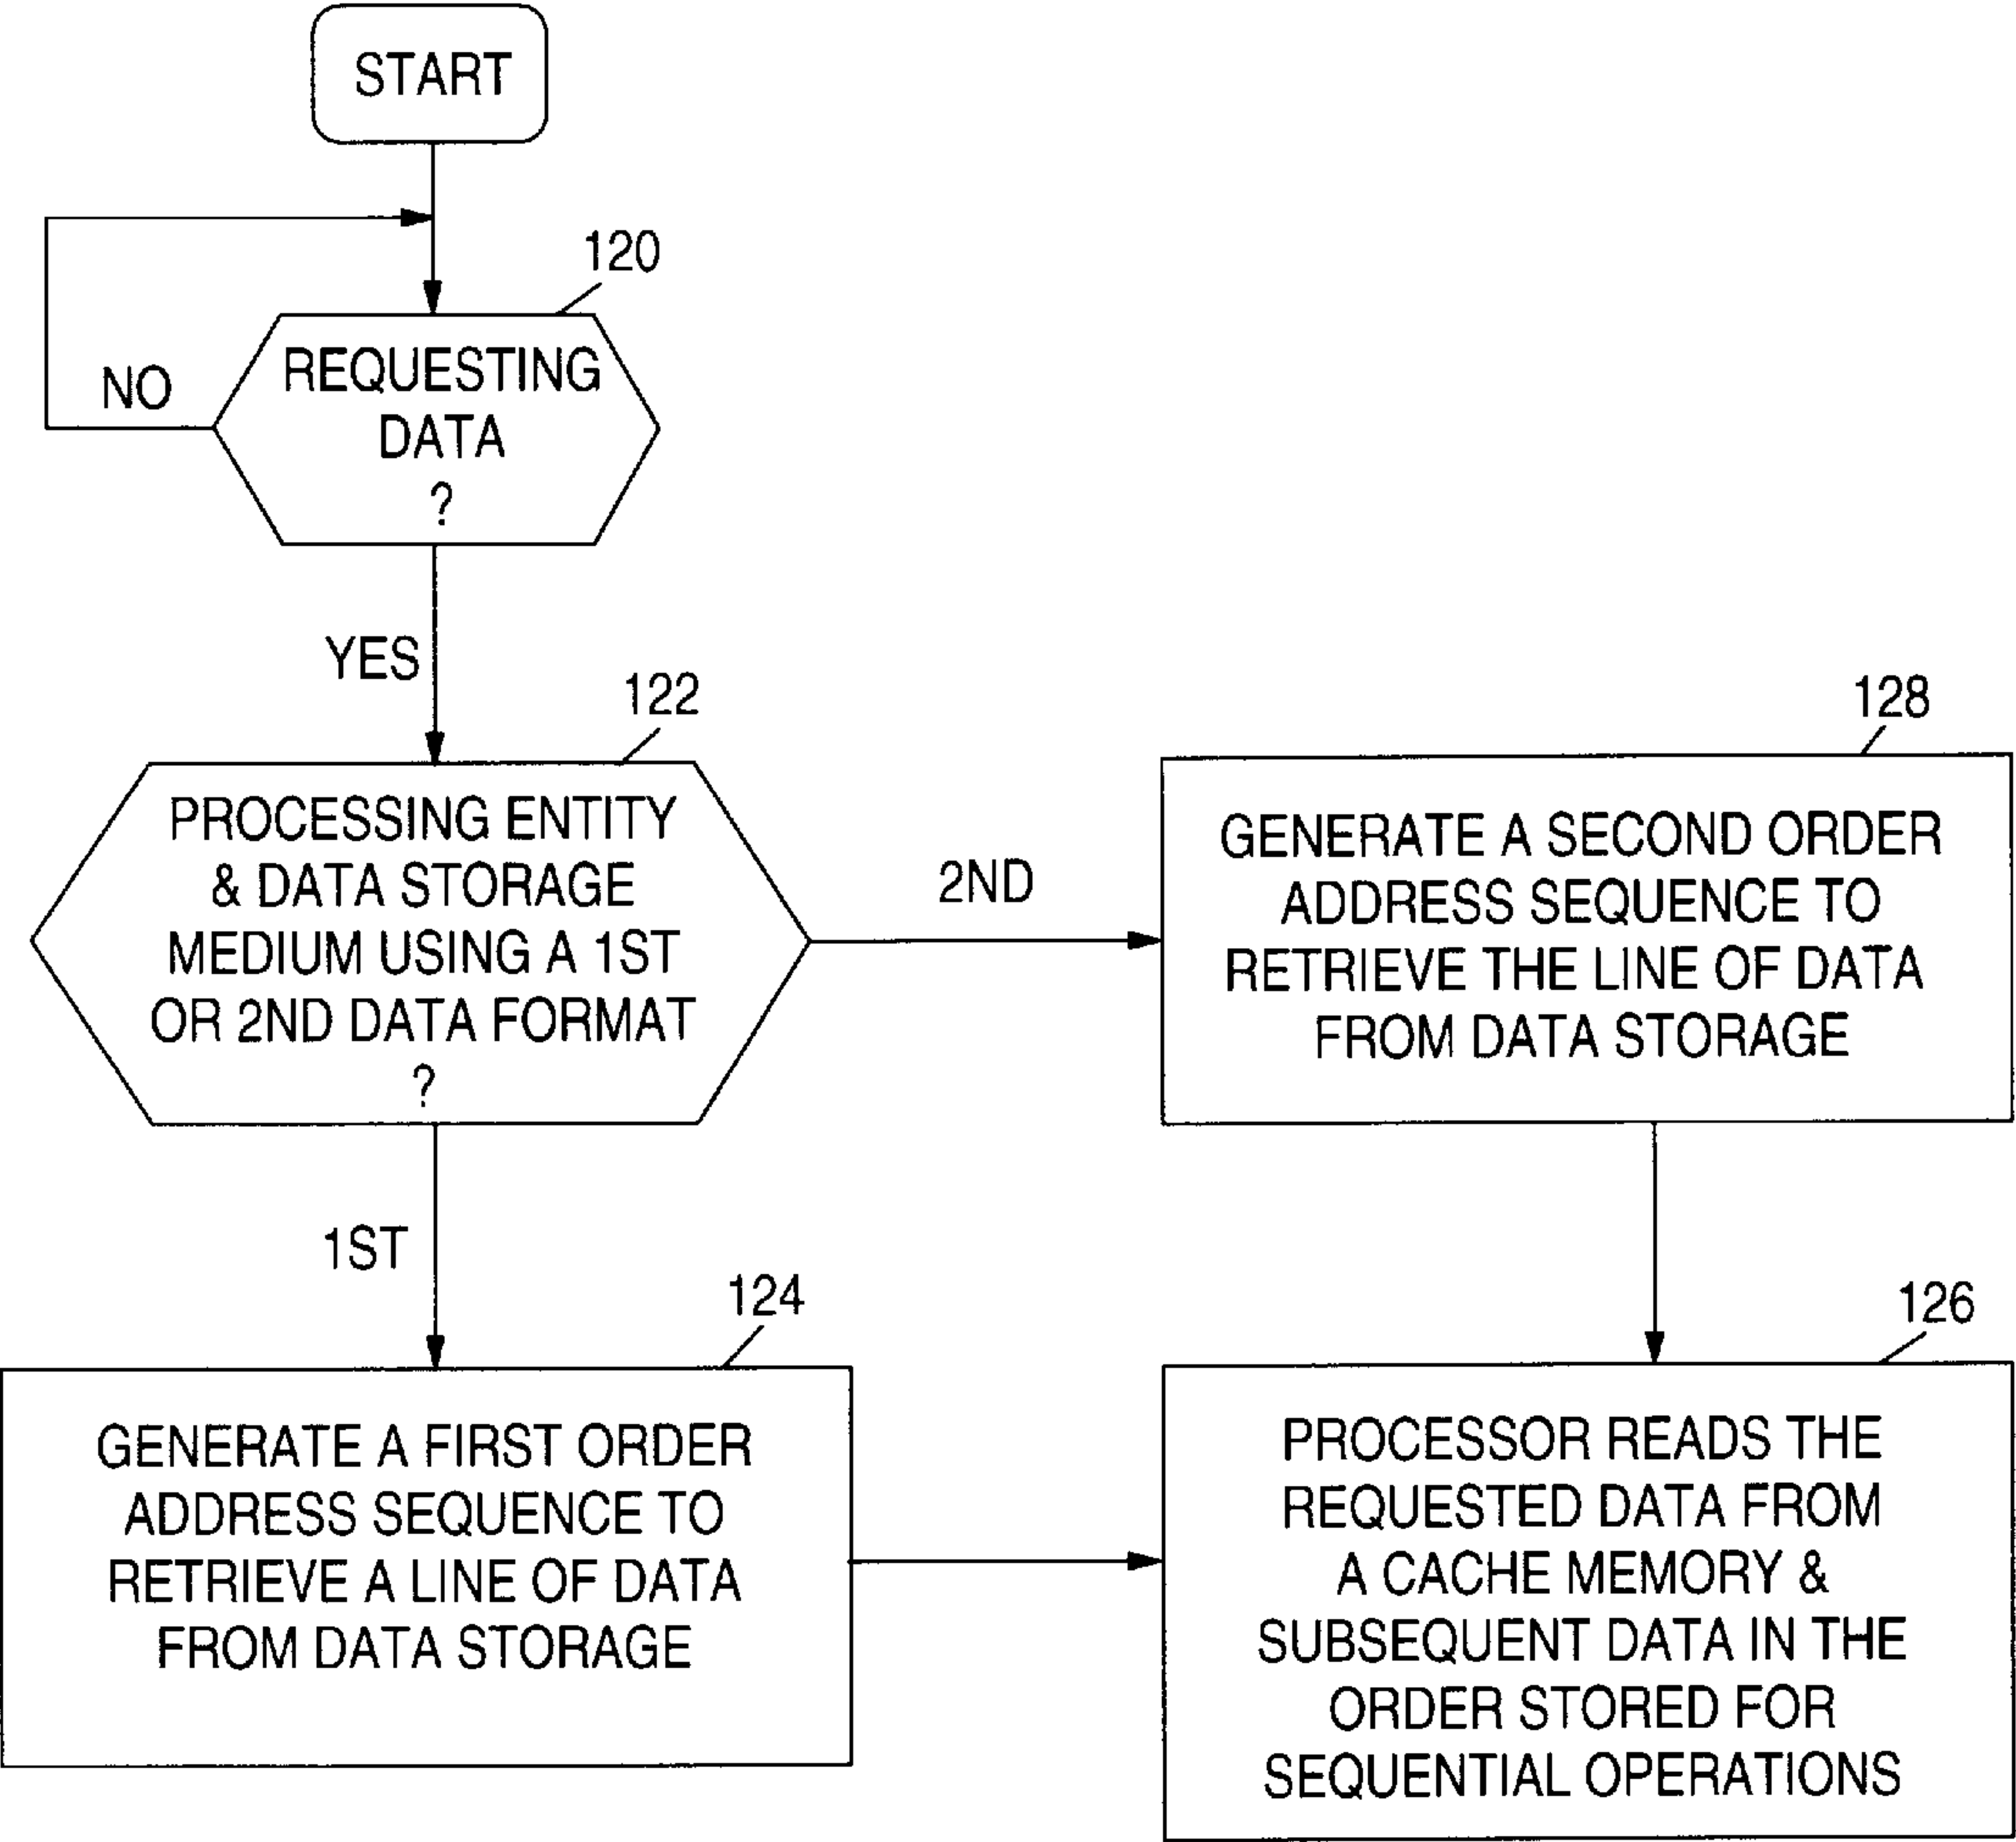 START
120
REQUESTING
DATA
?
NO
YES
122
PROCESSING ENTITY
& DATA STORAGE
MEDIUM USING A 1ST
OR 2ND DATA FORMAT
?
2ND
128
GENERATE A SECOND ORDER
ADDRESS SEQUENCE TO
RETRIEVE THE LINE OF DATA
FROM DATA STORAGE
1ST
124
GENERATE A FIRST ORDER
ADDRESS SEQUENCE TO
RETRIEVE A LINE OF DATA
FROM DATA STORAGE
126
PROCESSOR READS THE
REQUESTED DATA FROM
A CACHE MEMORY &
SUBSEQUENT DATA IN THE
ORDER STORED FOR
SEQUENTIAL OPERATIONS